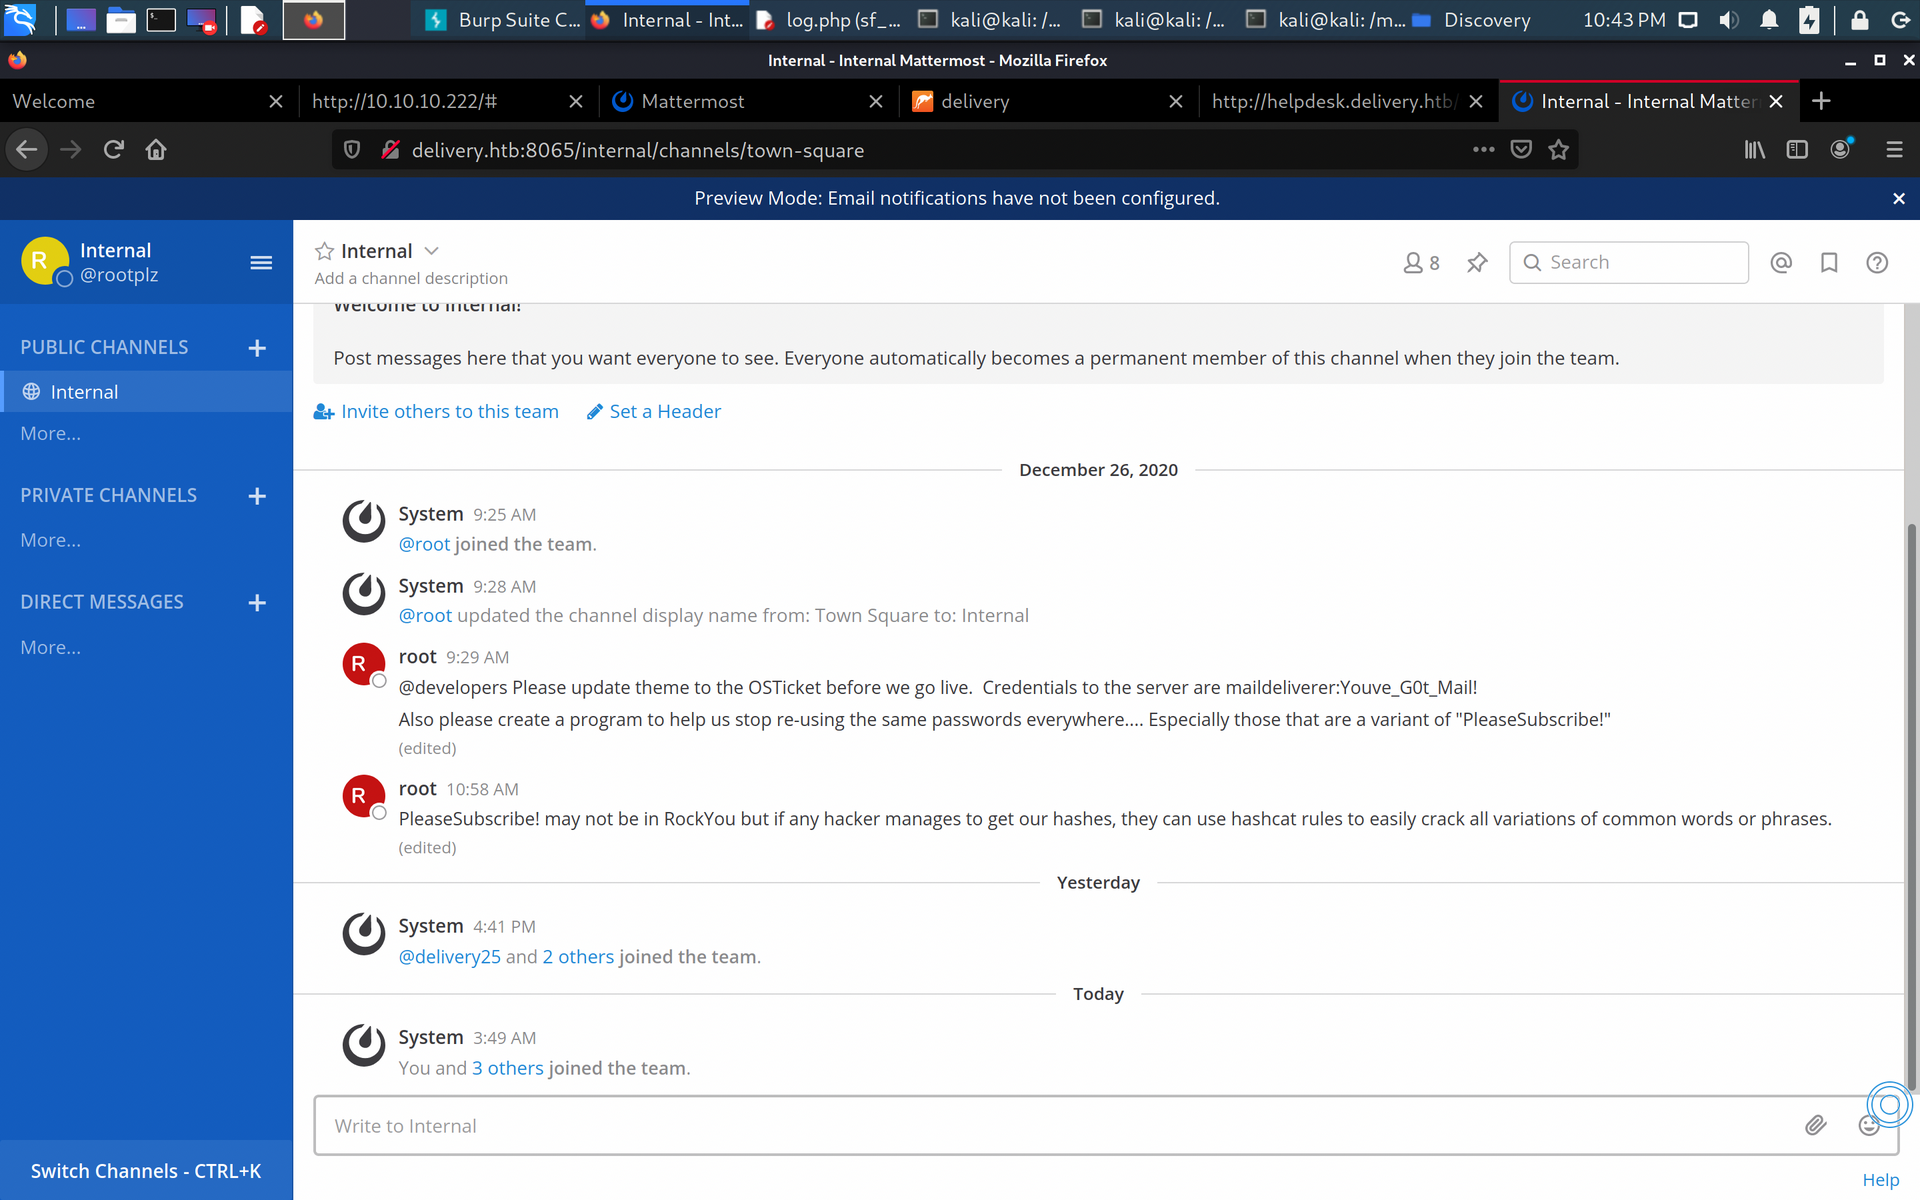 Burp Suite C...
Internal - Int...
log.php (sf_...
kali@kali: /...
kali@kali: /...
kali@kali: /m...
Discovery
10:43 PM
Internal - Internal Mattermost - Mozilla Firefox
Welcome
http://10.10.10.222/#
Mattermost
delivery
http://helpdesk.delivery.htb/
Internal - Internal Matter
delivery.htb:8065/internal/channels/town-square
Preview Mode: Email notifications have not been configured.
R
Internal
@rootplz
PUBLIC CHANNELS
Internal
More...
PRIVATE CHANNELS
More...
DIRECT MESSAGES
More...
Switch Channels - CTRL+K
Internal
Add a channel description
8
Search
Welcome to Internal!
Post messages here that you want everyone to see. Everyone automatically becomes a permanent member of this channel when they join the team.
Invite others to this team
Set a Header
December 26, 2020
System 9:25 AM
@root joined the team.
System 9:28 AM
@root updated the channel display name from: Town Square to: Internal
R
root 9:29 AM
@developers Please update theme to the OSTicket before we go live. Credentials to the server are maildeliverer:Youve_G0t_Mail!
Also please create a program to help us stop re-using the same passwords everywhere.... Especially those that are a variant of "PleaseSubscribe!"
(edited)
R
root 10:58 AM
PleaseSubscribe! may not be in RockYou but if any hacker manages to get our hashes, they can use hashcat rules to easily crack all variations of common words or phrases.
(edited)
Yesterday
System 4:41 PM
@delivery25 and 2 others joined the team.
Today
System 3:49 AM
You and 3 others joined the team.
Write to Internal
Help